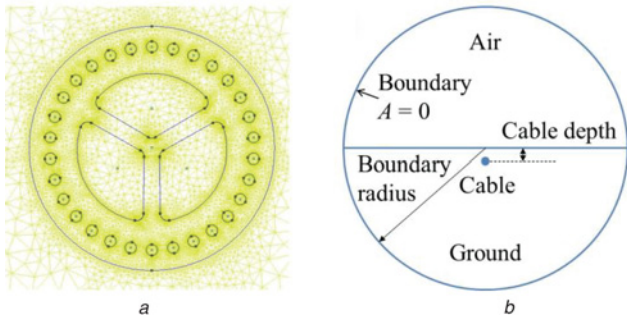 Air
Boundary
A = 0
Cable depth
Boundary
radius
Cable
Ground
a
b